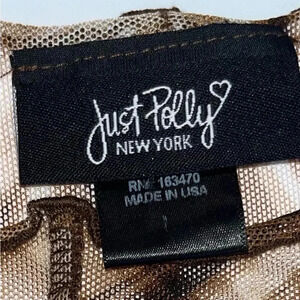 Just Polly
NEW YORK
RN# 163470
MADE IN USA